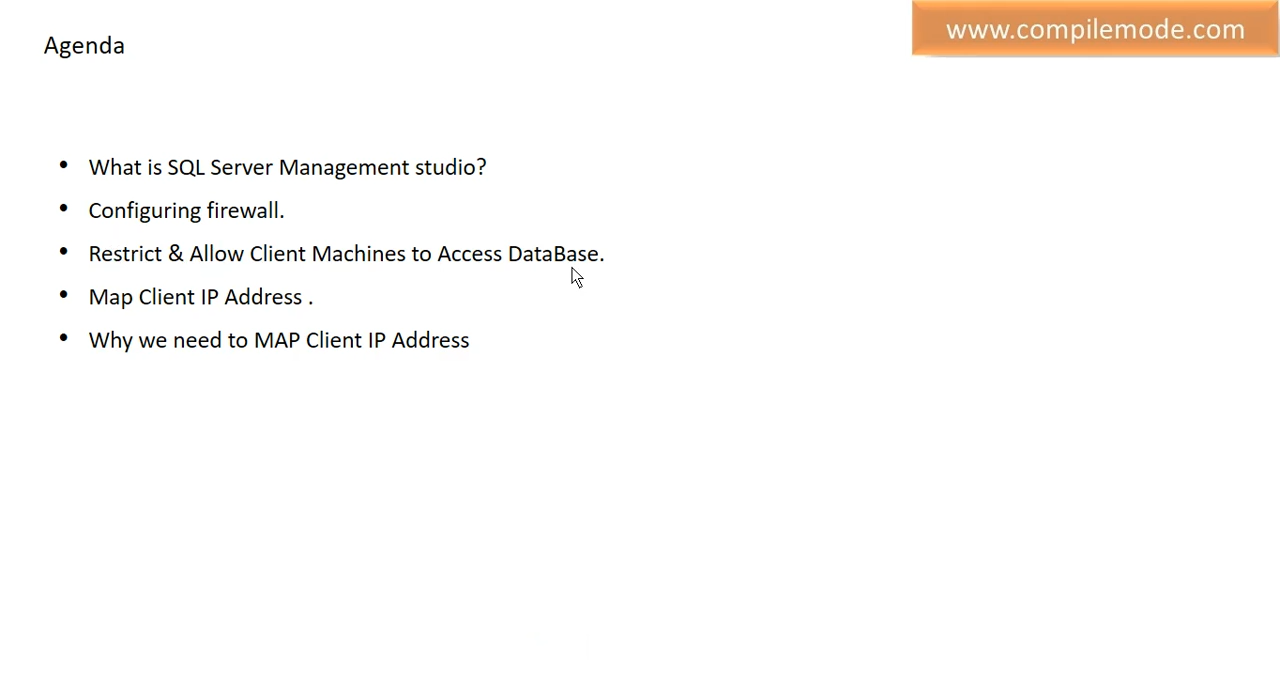 www.compilemode.com
Agenda
• What is SQL Server Management studio?
• Configuring firewall.
• Restrict & Allow Client Machines to Access DataBase.
• Map Client IP Address .
• Why we need to MAP Client IP Address